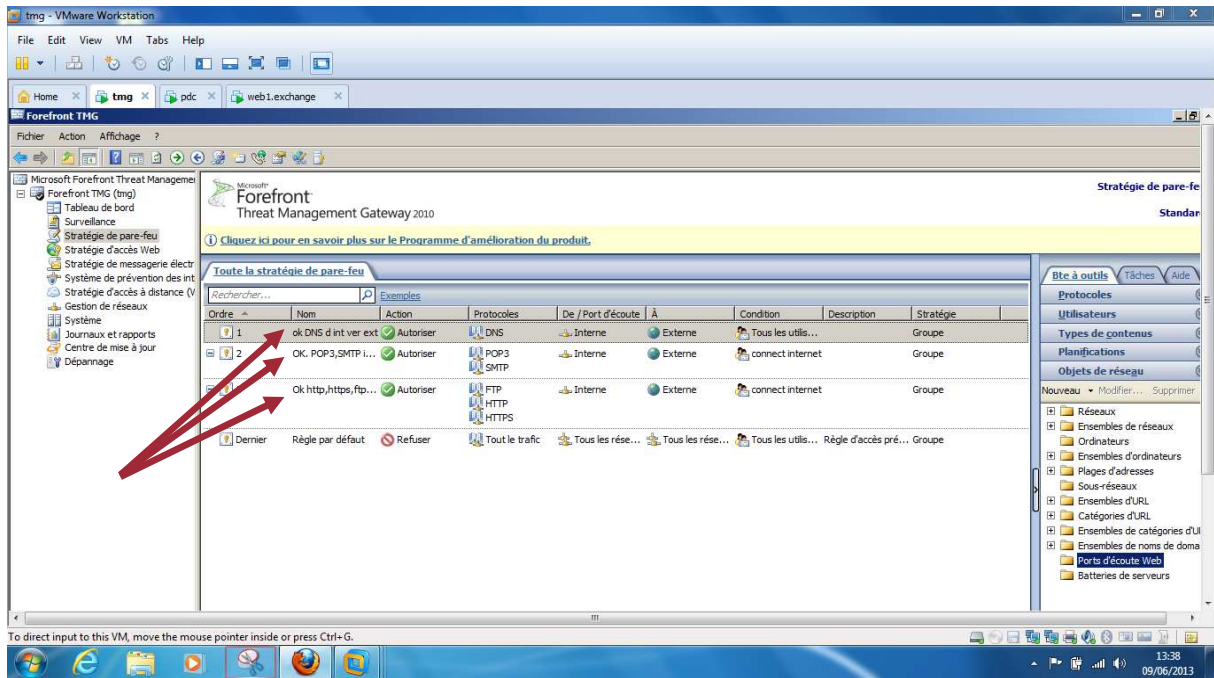 tmg - VMware Workstation
File Edit View VM Tabs Help
Home tmg pdc web1.exchange
Forefront TMG
Fichier Action Affichage ?
Microsoft Forefront Threat Manageme
Forefront TMG (tmg)
Tableau de bord
Surveillance
Stratégie de pare-feu
Stratégie d'accès Web
Stratégie de messagerie électr
Système de prévention des int
Stratégie d'accès à distance (V
Gestion de réseaux
Système
Journaux et rapports
Centre de mise à jour
Dépannage
Microsoft
Forefront
Threat Management Gateway 2010
Stratégie de pare-fe
Standar
Cliquez ici pour en savoir plus sur le Programme d'amélioration du produit.
Toute la stratégie de pare-feu
Rechercher... Exemples
Ordre Nom Action Protocoles De / Port d'écoute À Condition Description Stratégie
1 ok DNS d int ver ext Autoriser DNS Interne Externe Tous les utilis... Groupe
2 OK. POP3,SMTP i... Autoriser POP3 Interne Externe connect internet Groupe
SMTP
Ok http,https,ftp... Autoriser FTP Interne Externe connect internet Groupe
HTTP
HTTPS
Dernier Règle par défaut Refuser Tout le trafic Tous les rése... Tous les rése... Tous les utilis... Règle d'accès pré... Groupe
Bte à outils Tâches Aide
Protocoles
Utilisateurs
Types de contenus
Planifications
Objets de réseau
Nouveau Modifier... Supprimer
Réseaux
Ensembles de réseaux
Ordinateurs
Ensembles d'ordinateurs
Plages d'adresses
Sous-réseaux
Ensembles d'URL
Catégories d'URL
Ensembles de catégories d'U
Ensembles de noms de doma
Ports d'écoute Web
Batteries de serveurs
To direct input to this VM, move the mouse pointer inside or press Ctrl+G.
13:38
09/06/2013